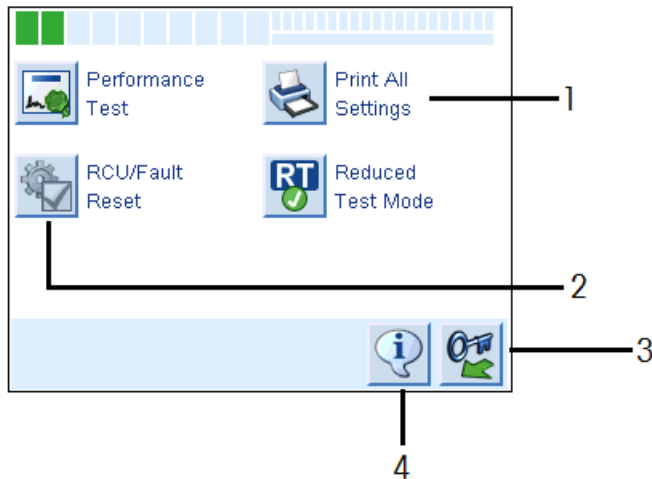 Performance
Test
Print All
Settings
1
RCU/Fault
Reset
RT
Reduced
Test Mode
2
i
3
4